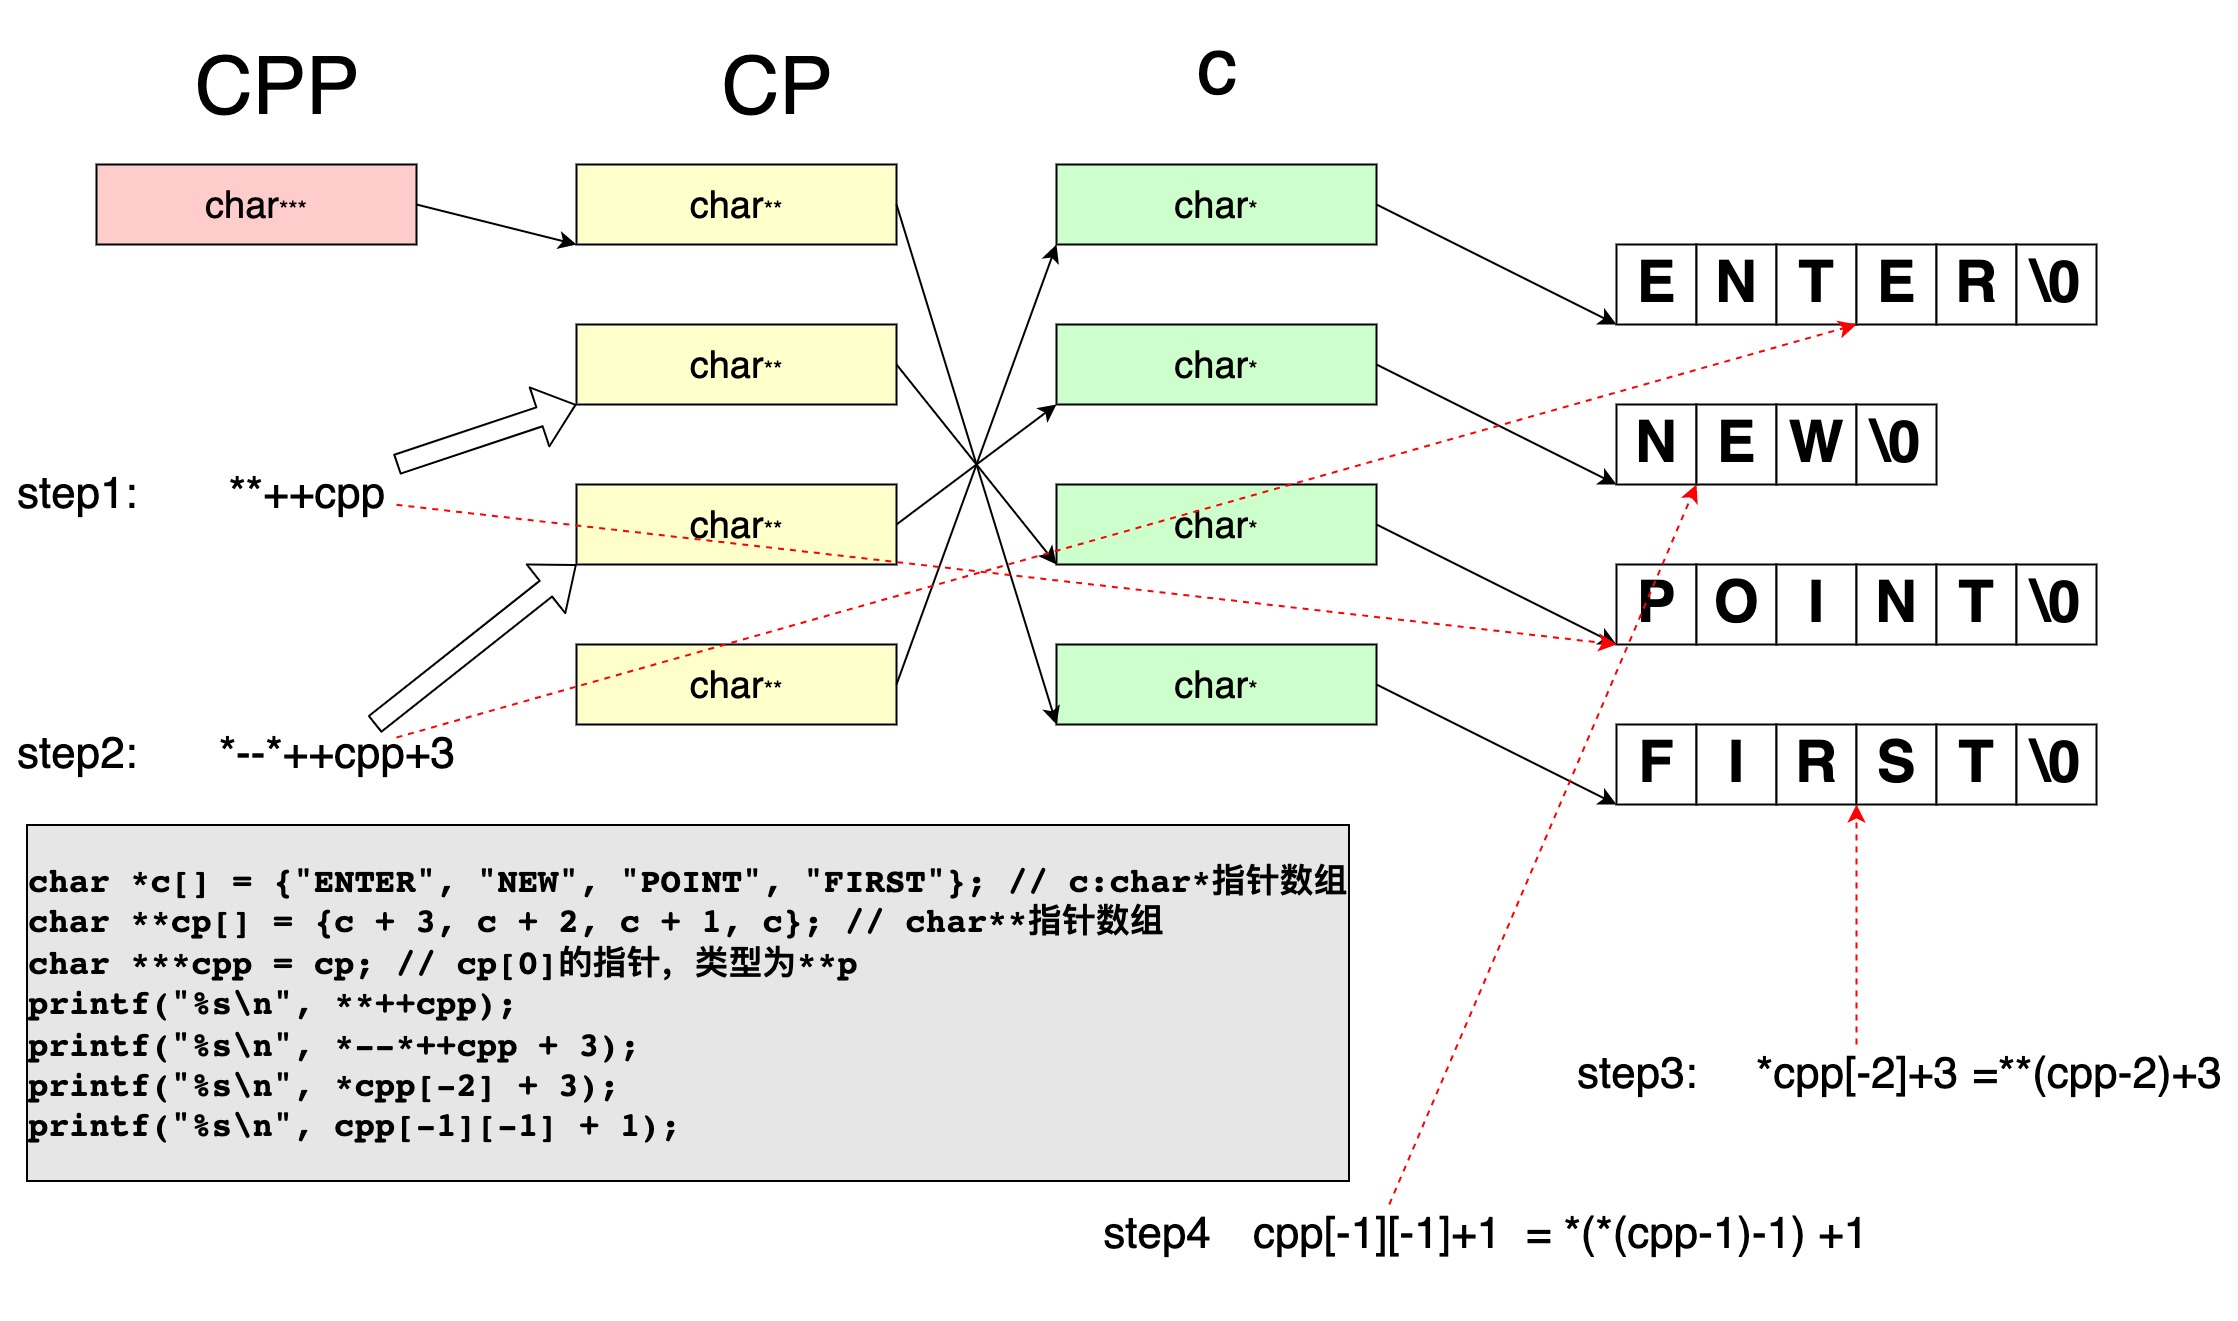 CPP CP C
char*** char** char*
E N T E R \0
char** char*
N E W \0
step1: **++cpp
char** char*
P O I N T \0
char** char*
step2: *--*++cpp+3
F I R S T \0
char *c[] = {"ENTER", "NEW", "POINT", "FIRST"}; // c:char*指针数组
char **cp[] = {c + 3, c + 2, c + 1, c}; // char**指针数组
char ***cpp = cp; // cp[0]的指针，类型为**p
printf("%s\n", **++cpp);
printf("%s\n", *--*++cpp + 3);
printf("%s\n", *cpp[-2] + 3);
printf("%s\n", cpp[-1][-1] + 1);
step3: *cpp[-2]+3 =**(cpp-2)+3
step4 cpp[-1][-1]+1 = *(*(cpp-1)-1) +1